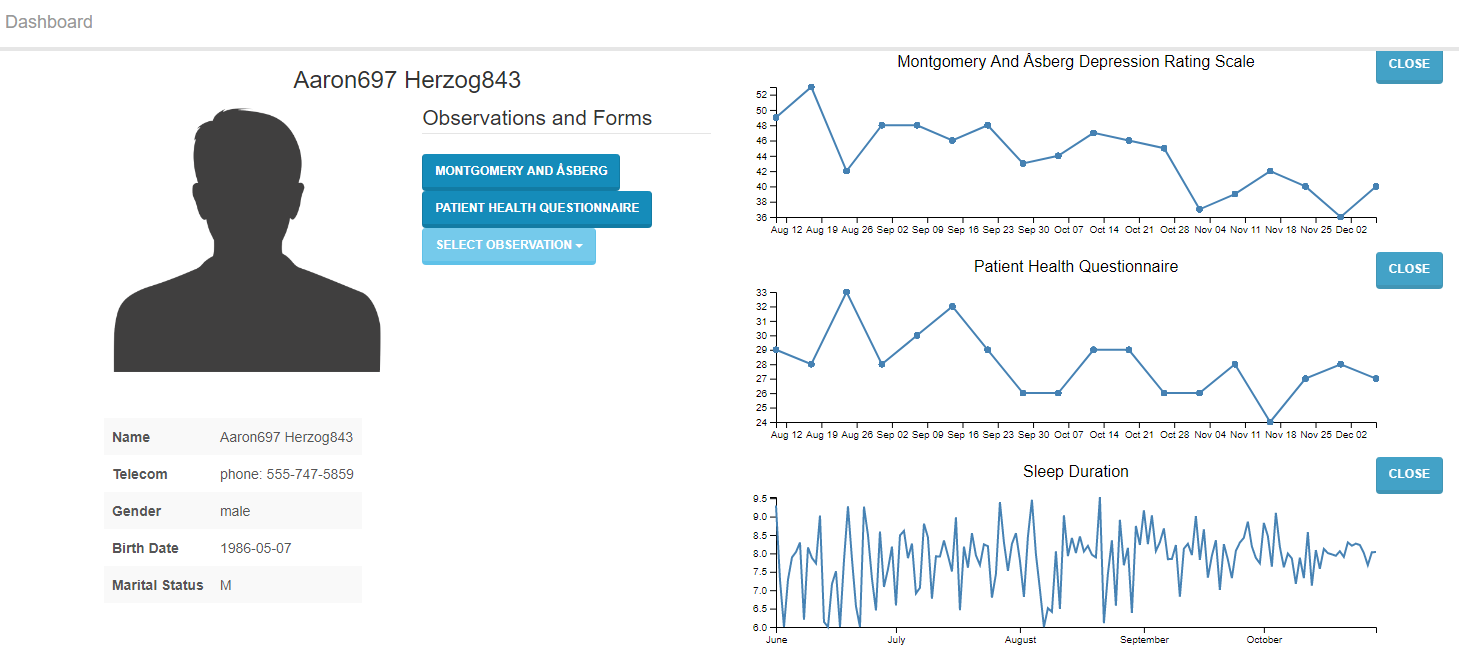 Dashboard
Aaron697 Herzog843
Observations and Forms
MONTGOMERY AND ÅSBERG
PATIENT HEALTH QUESTIONNAIRE
SELECT OBSERVATION
Name Aaron697 Herzog843
Telecom phone: 555-747-5859
Gender male
Birth Date 1986-05-07
Marital Status M
Montgomery And Åsberg Depression Rating Scale
CLOSE
52
50
48
46
44
42
40
38
36
Aug 12 Aug 19 Aug 26 Sep 02 Sep 09 Sep 16 Sep 23 Sep 30 Oct 07 Oct 14 Oct 21 Oct 28 Nov 04 Nov 11 Nov 18 Nov 25 Dec 02
Patient Health Questionnaire
CLOSE
33
32
31
30
29
28
27
26
25
24
Aug 12 Aug 19 Aug 26 Sep 02 Sep 09 Sep 16 Sep 23 Sep 30 Oct 07 Oct 14 Oct 21 Oct 28 Nov 04 Nov 11 Nov 18 Nov 25 Dec 02
Sleep Duration
CLOSE
9.5
9.0
8.5
8.0
7.5
7.0
6.5
6.0
June July August September October